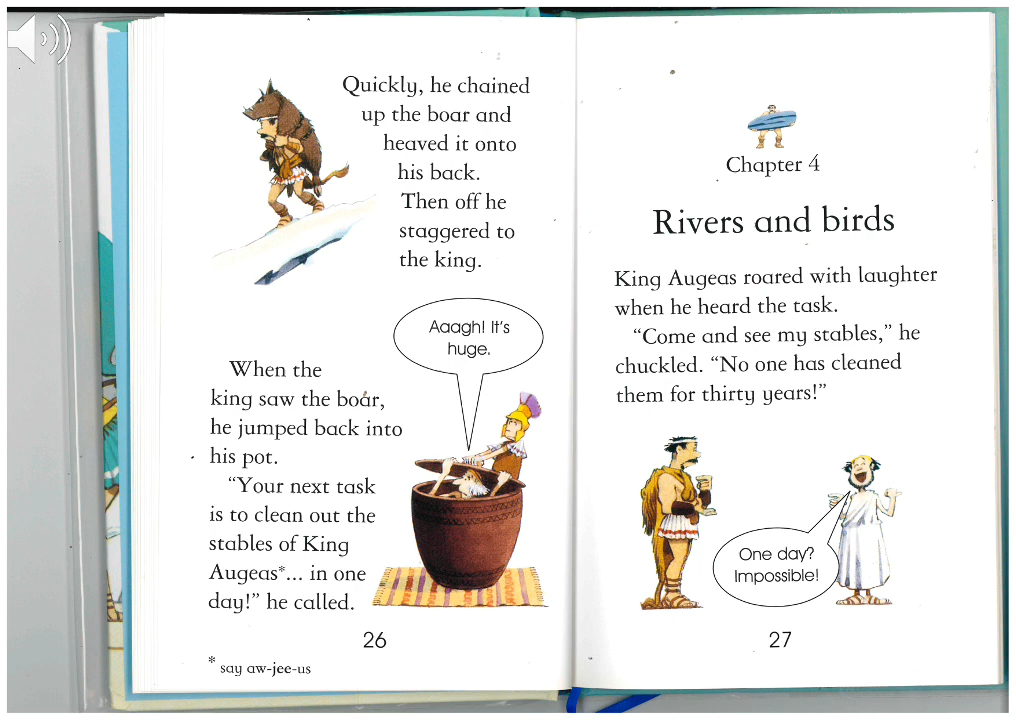 Quickly, he chained
up the boar and
heaved it onto
his back.
Then off he
staggered to
the king.
Aaagh! It's
huge.
When the
king saw the boar,
he jumped back into
his pot.
"Your next task
is to clean out the
stables of King
Augeas*... in one
day!" he called.
26
* say aw-jee-us
Chapter 4
Rivers and birds
King Augeas roared with laughter
when he heard the task.
"Come and see my stables," he
chuckled. "No one has cleaned
them for thirty years!"
One day?
Impossible!
27